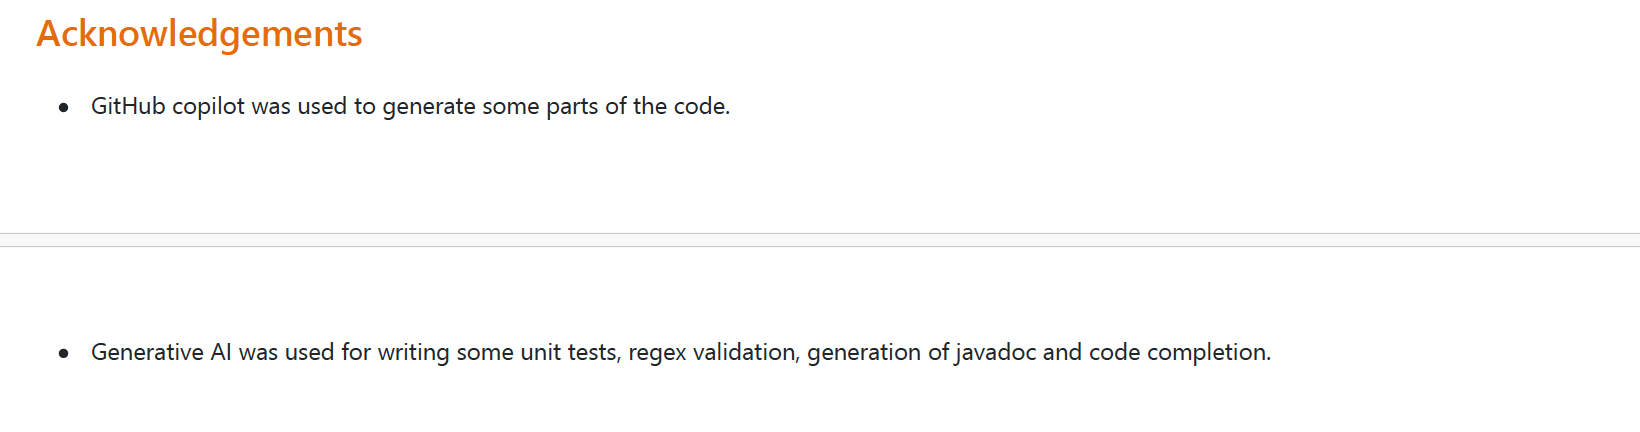 Acknowledgements
GitHub copilot was used to generate some parts of the code.
Generative AI was used for writing some unit tests, regex validation, generation of javadoc and code completion.